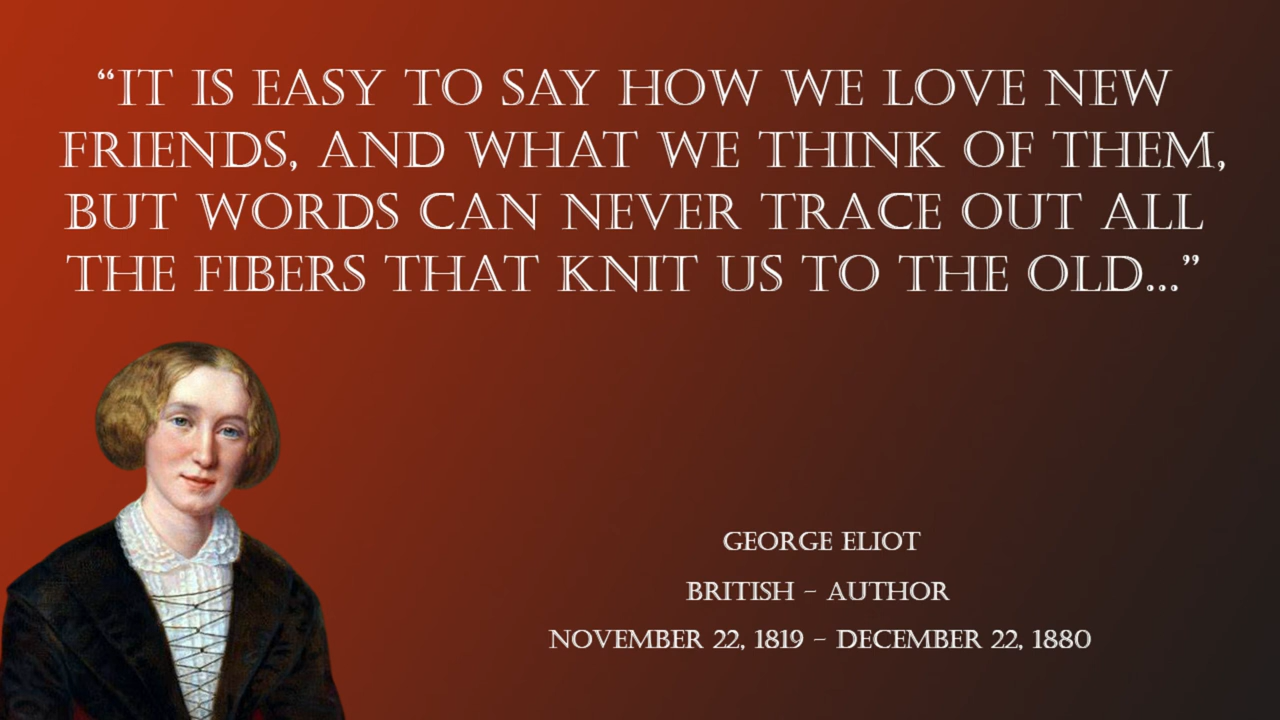 “IT IS EASY TO SAY HOW WE LOVE NEW
FRIENDS, AND WHAT WE THINK OF THEM,
BUT WORDS CAN NEVER TRACE OUT ALL
THE FIBERS THAT KNIT US TO THE OLD...”
GEORGE ELIOT
BRITISH – AUTHOR
NOVEMBER 22, 1819 – DECEMBER 22, 1880